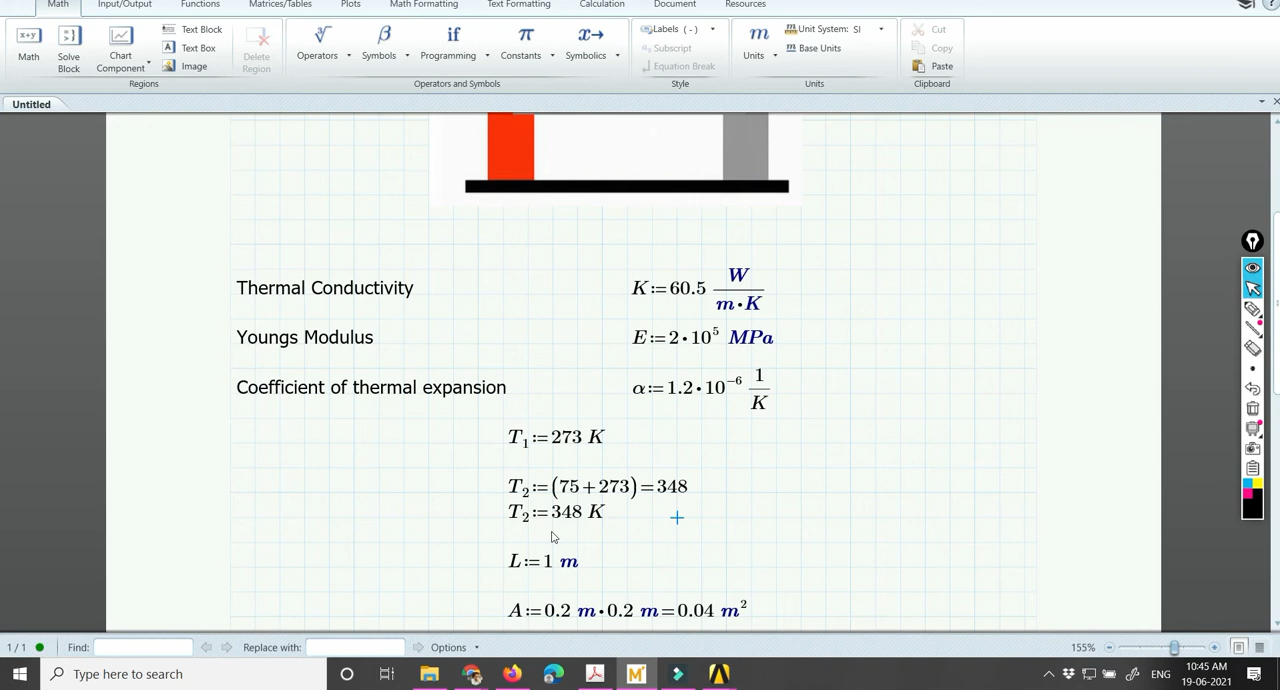 Math Input/Output Functions Matrices/Tables Plots Math Formatting Text Formatting Calculation Document Resources
Math
Solve Block
Chart Component
Text Block
Text Box
Image
Delete Region
Regions
Operators
Symbols
Programming
Constants
Symbolics
Operators and Symbols
Labels ( - )
Subscript
Equation Break
Style
Units
Unit System: SI
Base Units
Units
Cut
Copy
Paste
Clipboard
Untitled
Thermal Conductivity K:=60.5 W/m•K
Youngs Modulus E:=2•10⁵ MPa
Coefficient of thermal expansion α:=1.2•10⁻⁶ 1/K
T₁:=273 K
T₂:=(75+273)=348
T₂:=348 K
L:=1 m
A:=0.2 m•0.2 m=0.04 m²
1 / 1 Find: Replace with: Options 155%
Type here to search
ENG
10:45 AM
19-06-2021